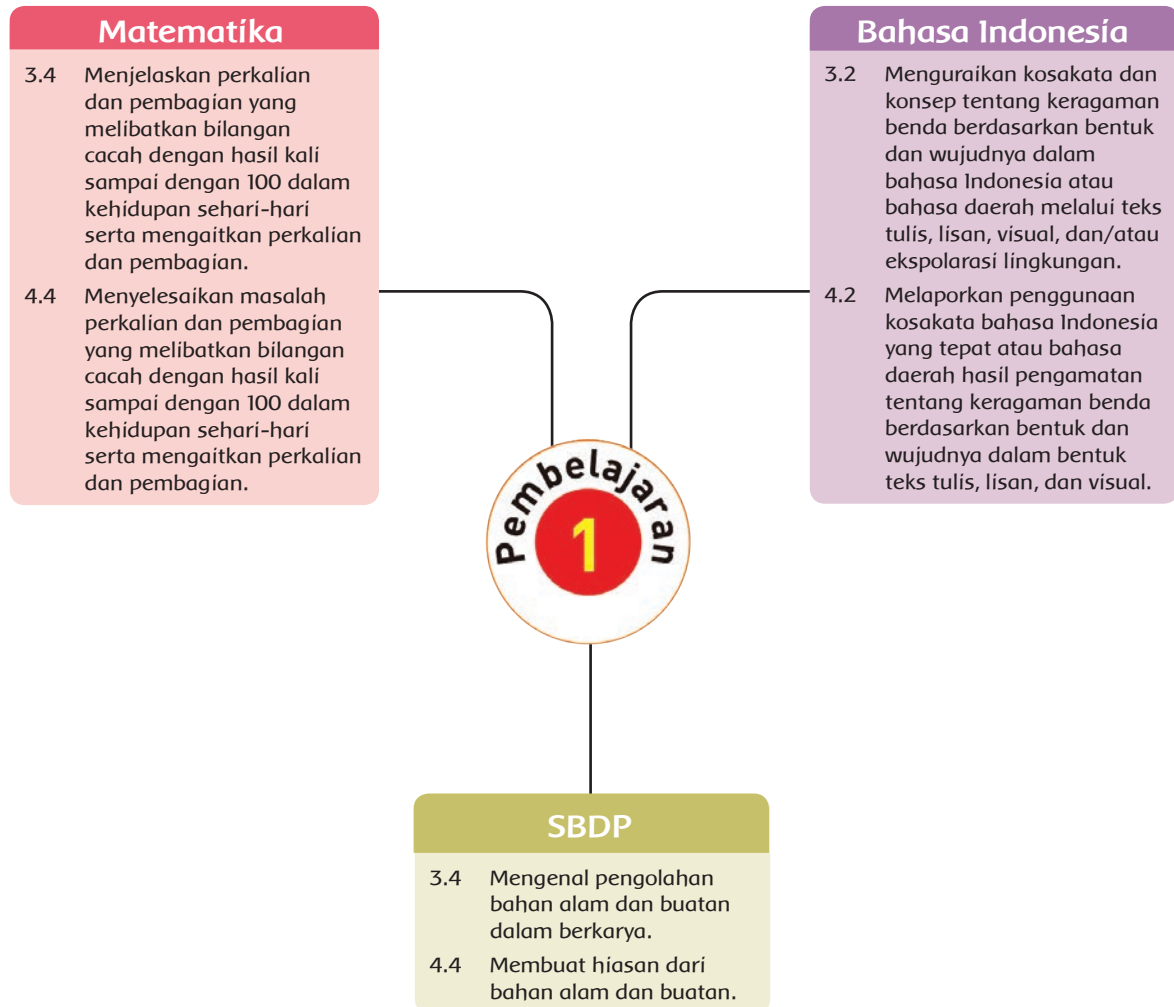 Matematika
3.4 Menjelaskan perkalian
dan pembagian yang
melibatkan bilangan
cacah dengan hasil kali
sampai dengan 100 dalam
kehidupan sehari-hari
serta mengaitkan perkalian
dan pembagian.
4.4 Menyelesaikan masalah
perkalian dan pembagian
yang melibatkan bilangan
cacah dengan hasil kali
sampai dengan 100 dalam
kehidupan sehari-hari
serta mengaitkan perkalian
dan pembagian.
Bahasa Indonesia
3.2 Menguraikan kosakata dan
konsep tentang keragaman
benda berdasarkan bentuk
dan wujudnya dalam
bahasa Indonesia atau
bahasa daerah melalui teks
tulis, lisan, visual, dan/atau
ekspolarasi lingkungan.
4.2 Melaporkan penggunaan
kosakata bahasa Indonesia
yang tepat atau bahasa
daerah hasil pengamatan
tentang keragaman benda
berdasarkan bentuk dan
wujudnya dalam bentuk
teks tulis, lisan, dan visual.
Pembelajaran
1
SBDP
3.4 Mengenal pengolahan
bahan alam dan buatan
dalam berkarya.
4.4 Membuat hiasan dari
bahan alam dan buatan.